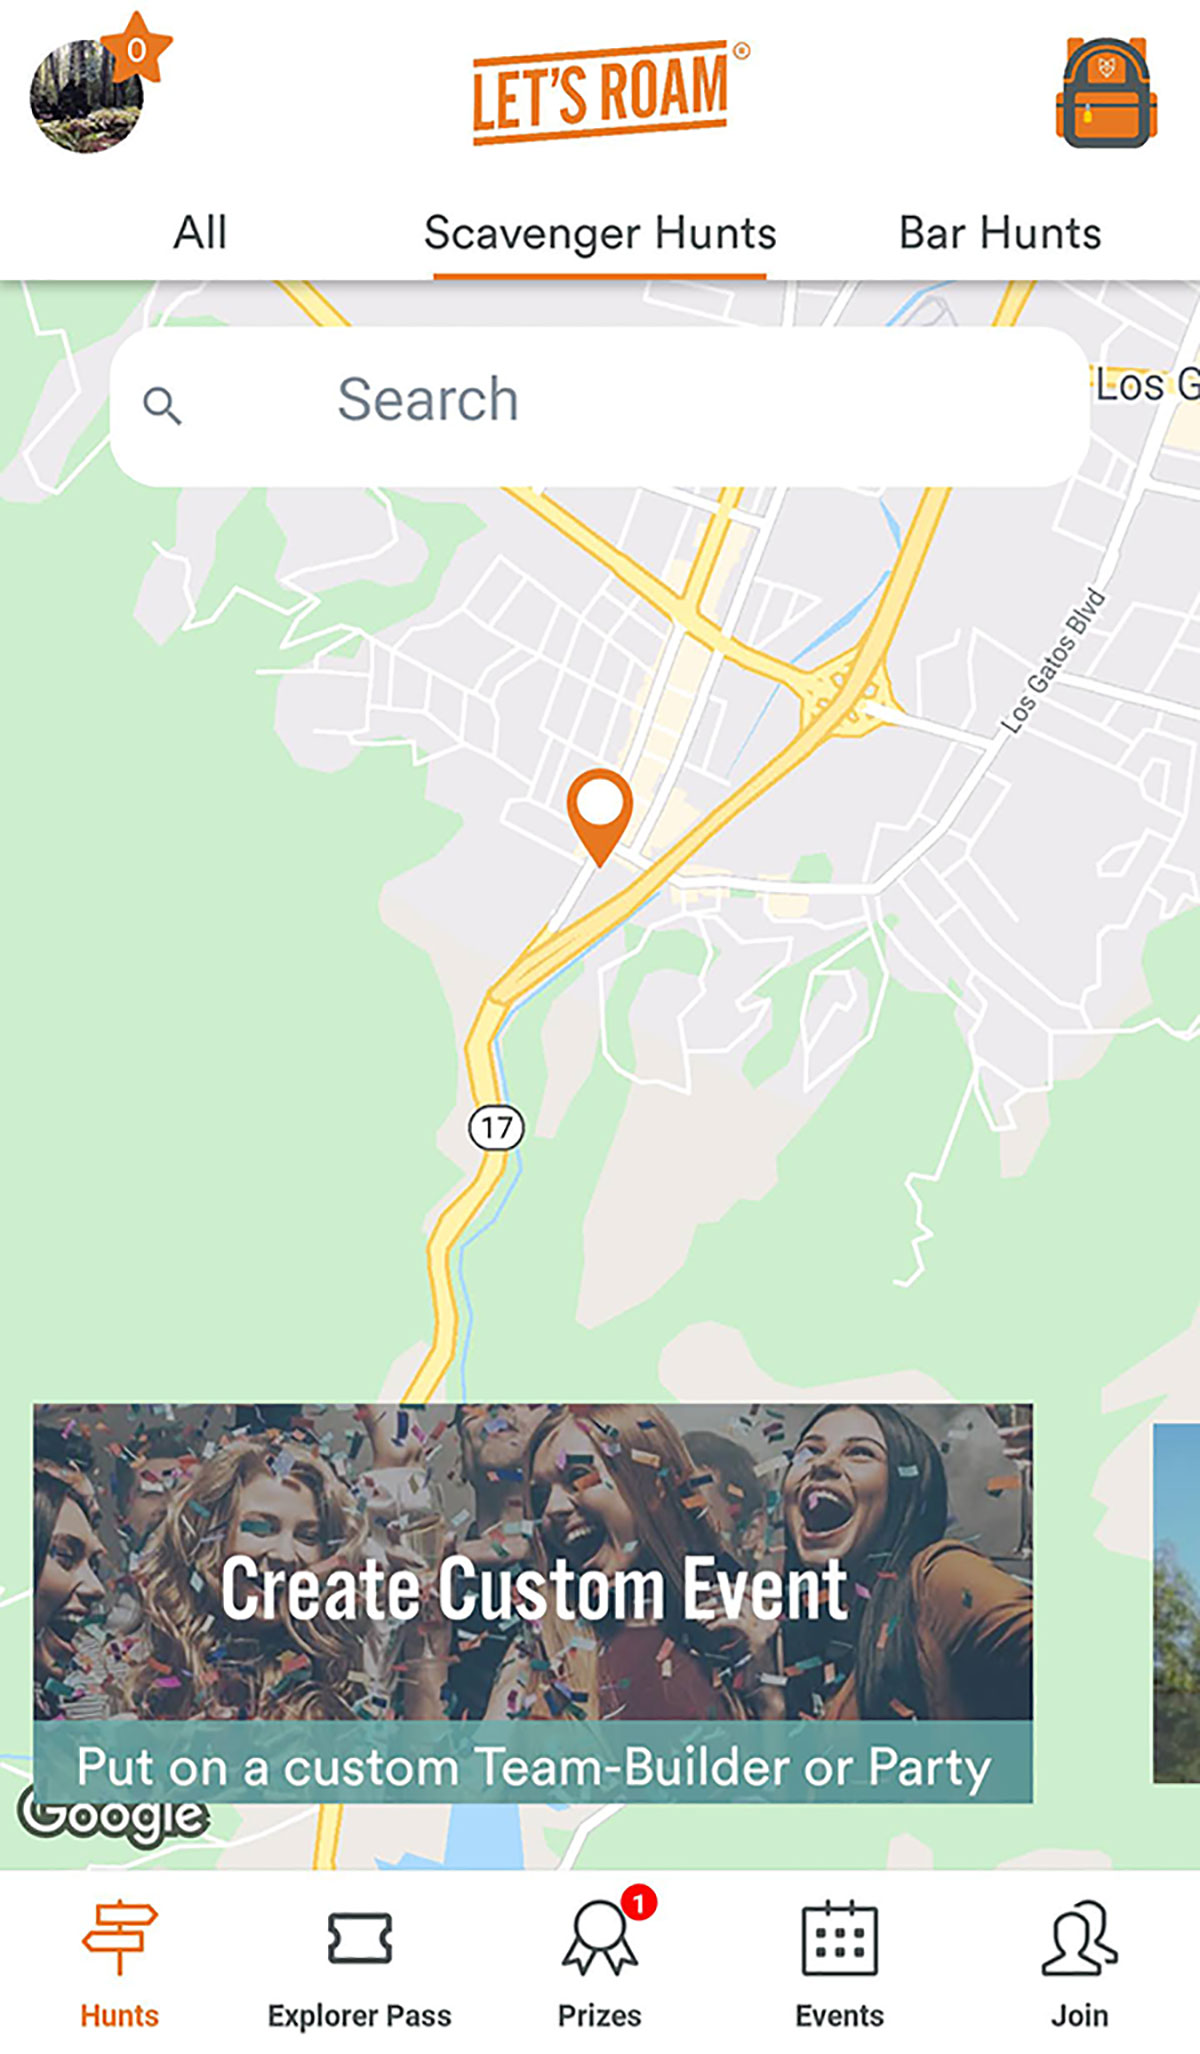 0
LET'S ROAM®
All
Scavenger Hunts
Bar Hunts
Search
Los G
Los Gatos Blvd
17
Create Custom Event
Put on a custom Team-Builder or Party
Google
1
Hunts
Explorer Pass
Prizes
Events
Join